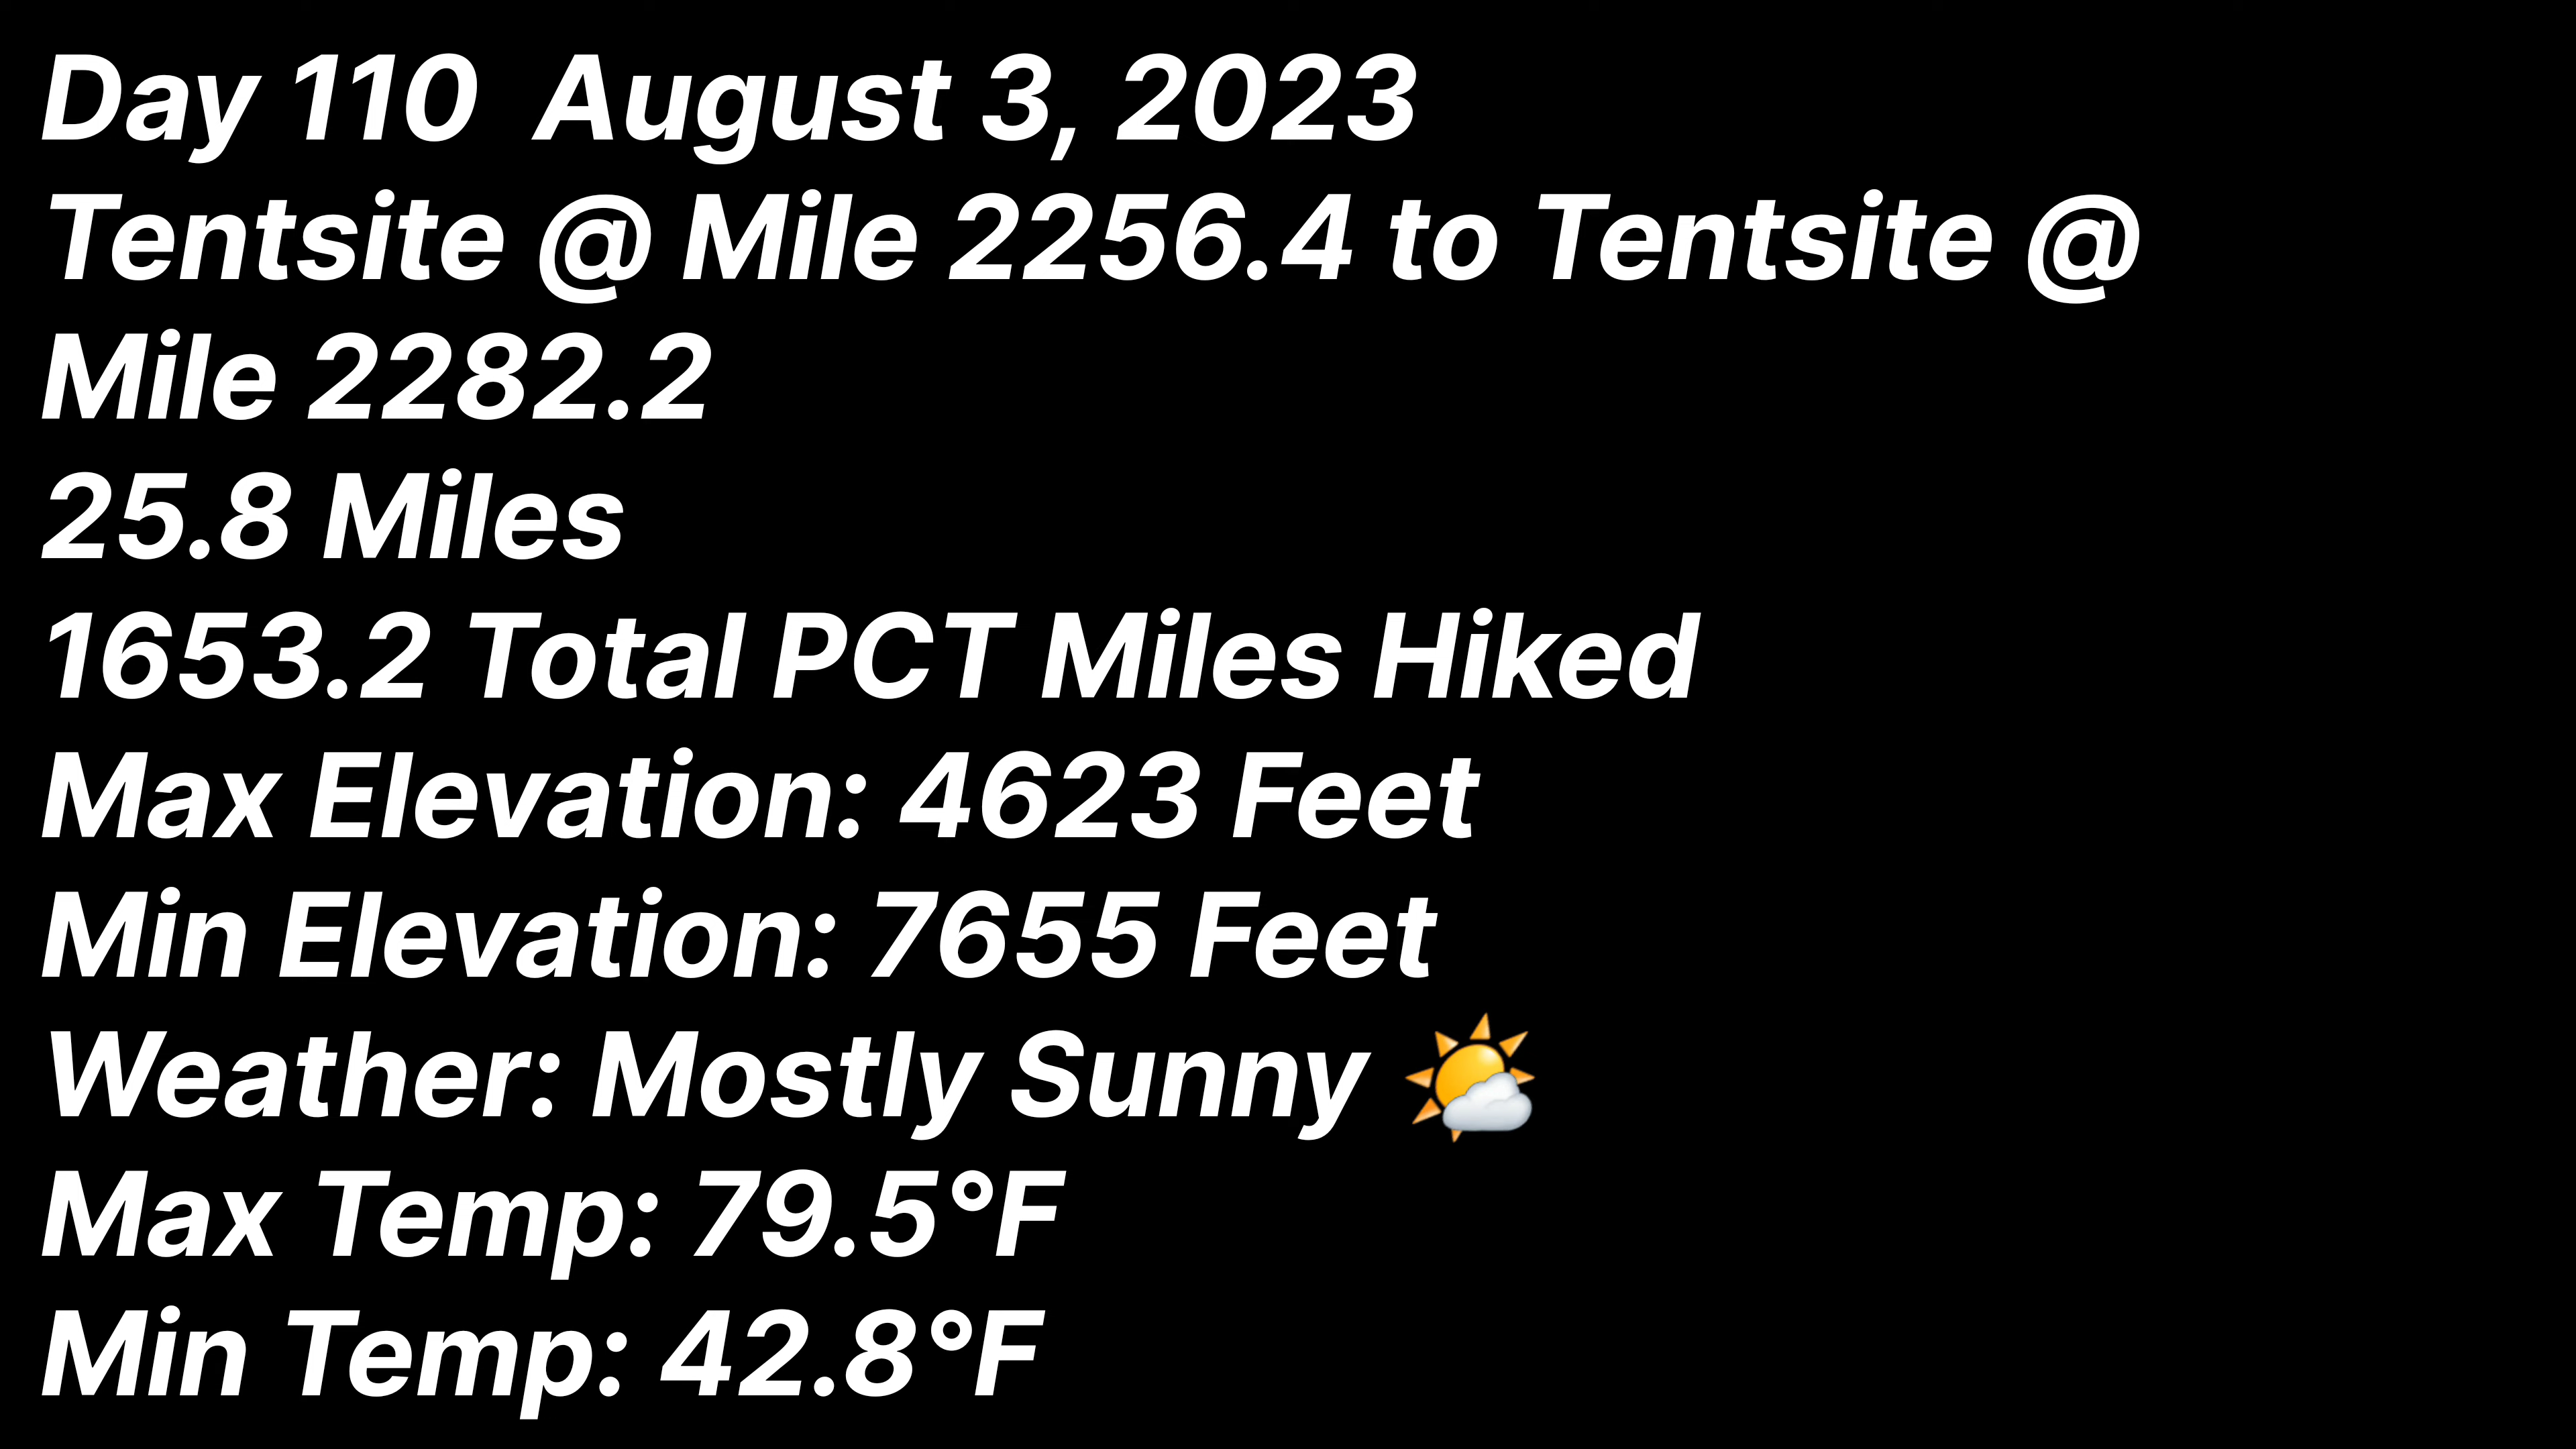 Day 110  August 3, 2023
Tentsite @ Mile 2256.4 to Tentsite @
Mile 2282.2
25.8 Miles
1653.2 Total PCT Miles Hiked
Max Elevation: 4623 Feet
Min Elevation: 7655 Feet
Weather: Mostly Sunny 🌤️
Max Temp: 79.5°F
Min Temp: 42.8°F